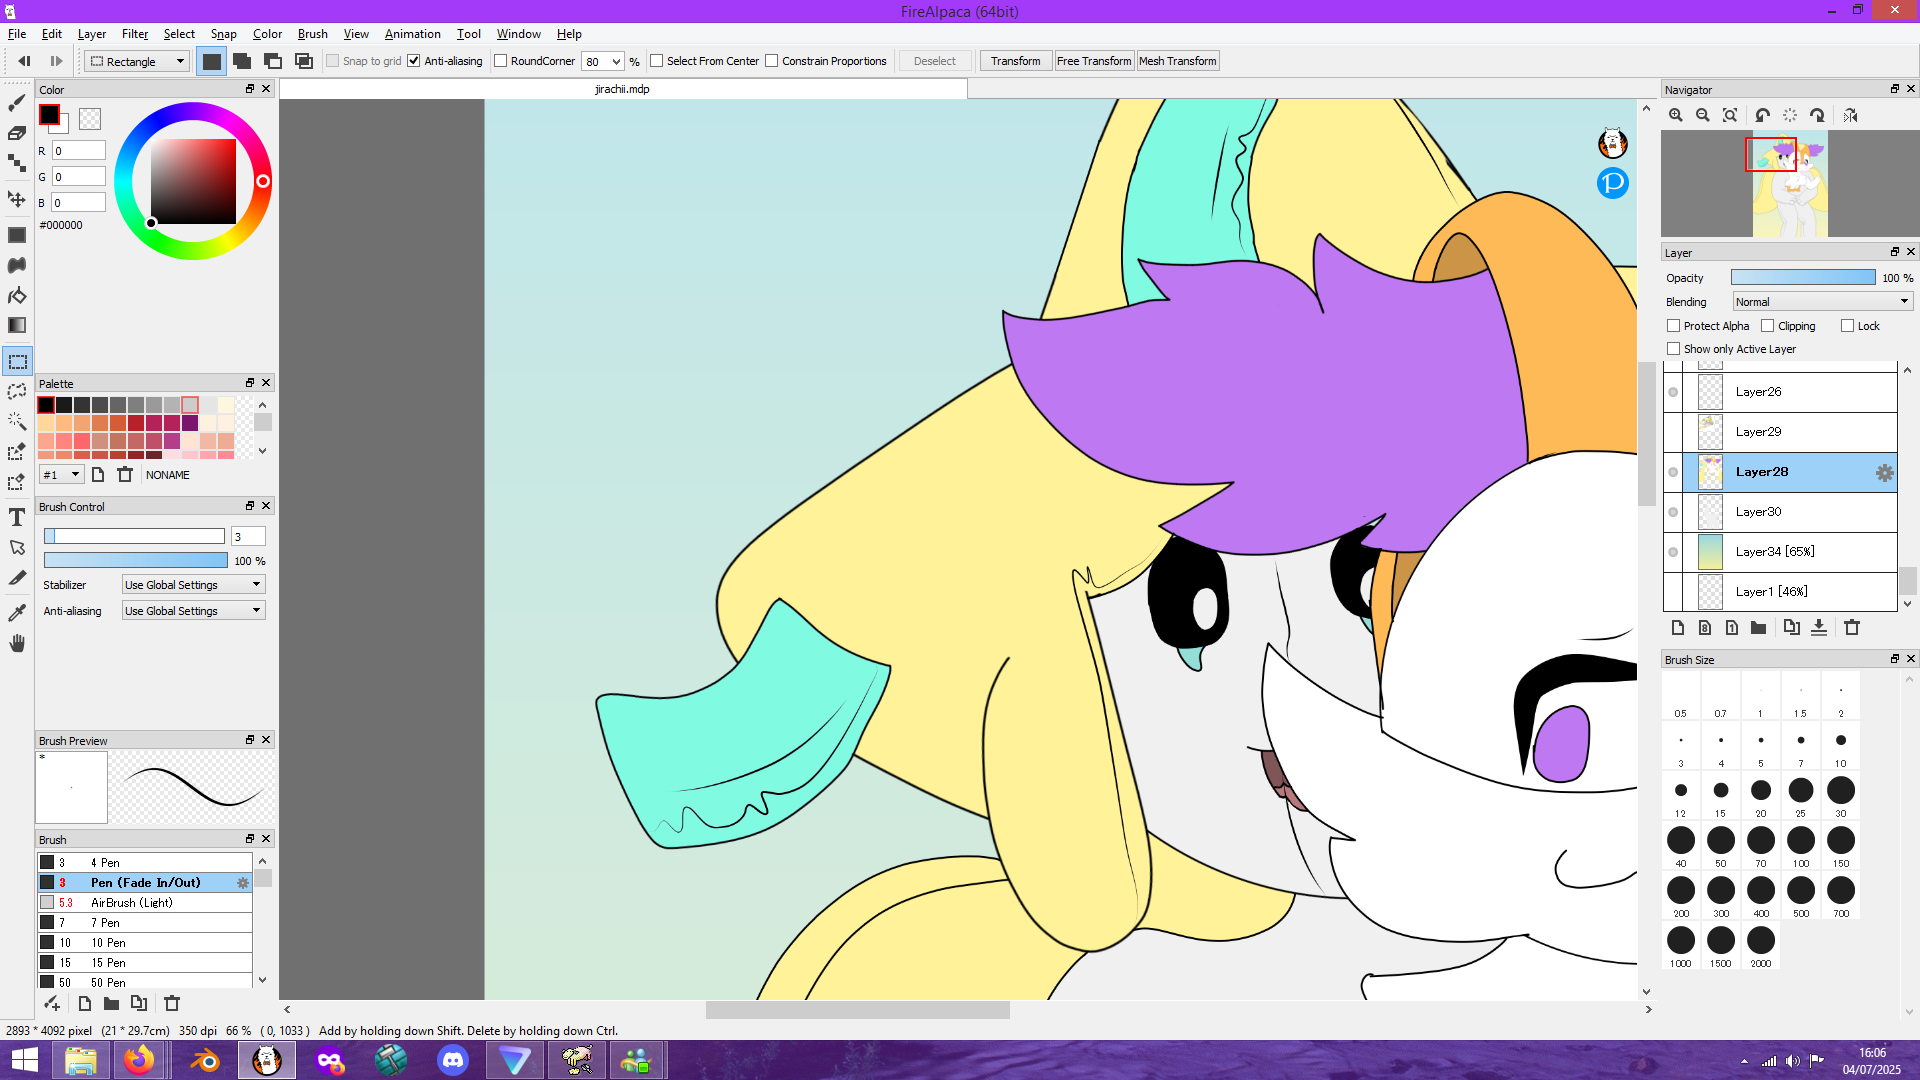 FireAlpaca (64bit)
File Edit Layer Filter Select Snap Color Brush View Animation Tool Window Help
Rectangle Snap to grid Anti-aliasing RoundCorner 80 % Select From Center Constrain Proportions Deselect Transform Free Transform Mesh Transform
Color
jirachii.mdp
Navigator
R 0
G 0
B 0
#000000
Layer
Opacity 100 %
Blending Normal
Protect Alpha Clipping Lock
Show only Active Layer
Layer26
Layer29
Layer28
Layer30
Layer34 [65%]
Layer1 [46%]
Palette
#1 NONAME
Brush Control
3
100 %
Stabilizer Use Global Settings
Anti-aliasing Use Global Settings
Brush Preview
*
Brush
3 4 Pen
3 Pen (Fade In/Out)
5.3 AirBrush (Light)
7 7 Pen
10 10 Pen
15 15 Pen
50 50 Pen
Brush Size
0.5 0.7 1 1.5 2
3 4 5 7 10
12 15 20 25 30
40 50 70 100 150
200 300 400 500 700
1000 1500 2000
2893 * 4092 pixel (21 * 29.7cm) 350 dpi 66 % ( 0, 1033 ) Add by holding down Shift. Delete by holding down Ctrl.
16:06
04/07/2025